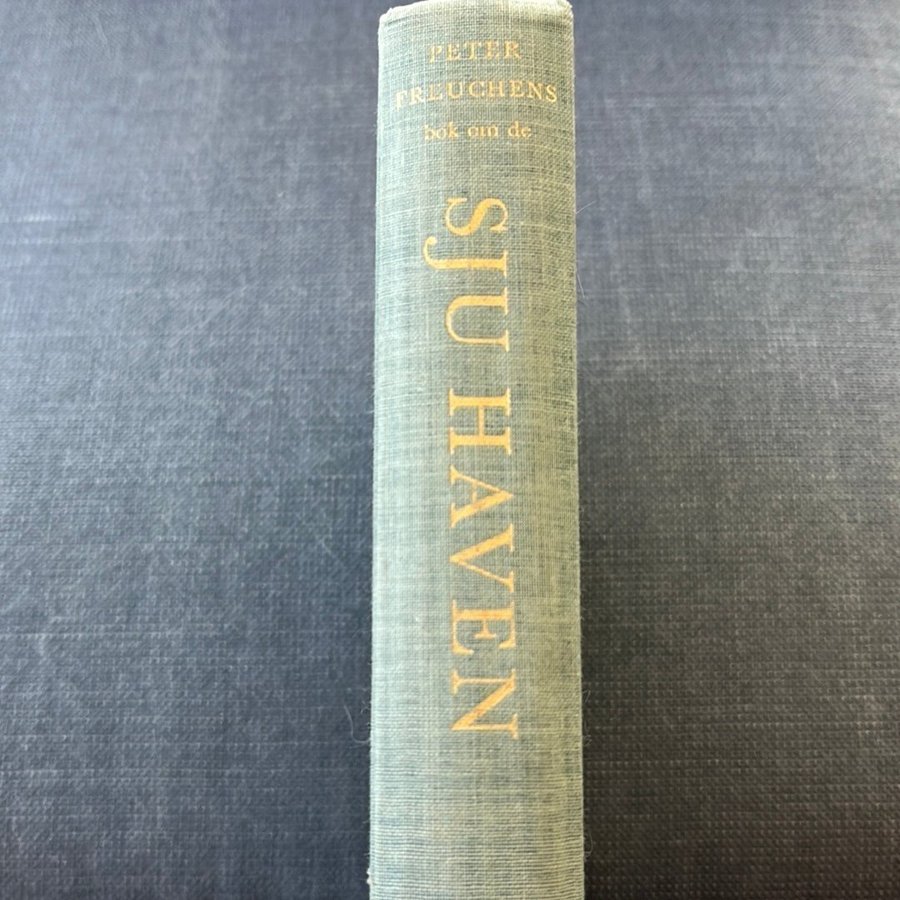 PETER
FREUCHENS
bok om de
SJU HAVEN